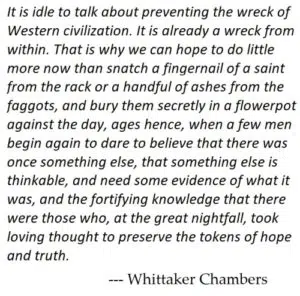 It is idle to talk about preventing the wreck of
Western civilization. It is already a wreck from
within. That is why we can hope to do little
more now than snatch a fingernail of a saint
from the rack or a handful of ashes from the
faggots, and bury them secretly in a flowerpot
against the day, ages hence, when a few men
begin again to dare to believe that there was
once something else, that something else is
thinkable, and need some evidence of what it
was, and the fortifying knowledge that there
were those who, at the great nightfall, took
loving thought to preserve the tokens of hope
and truth.
--- Whittaker Chambers